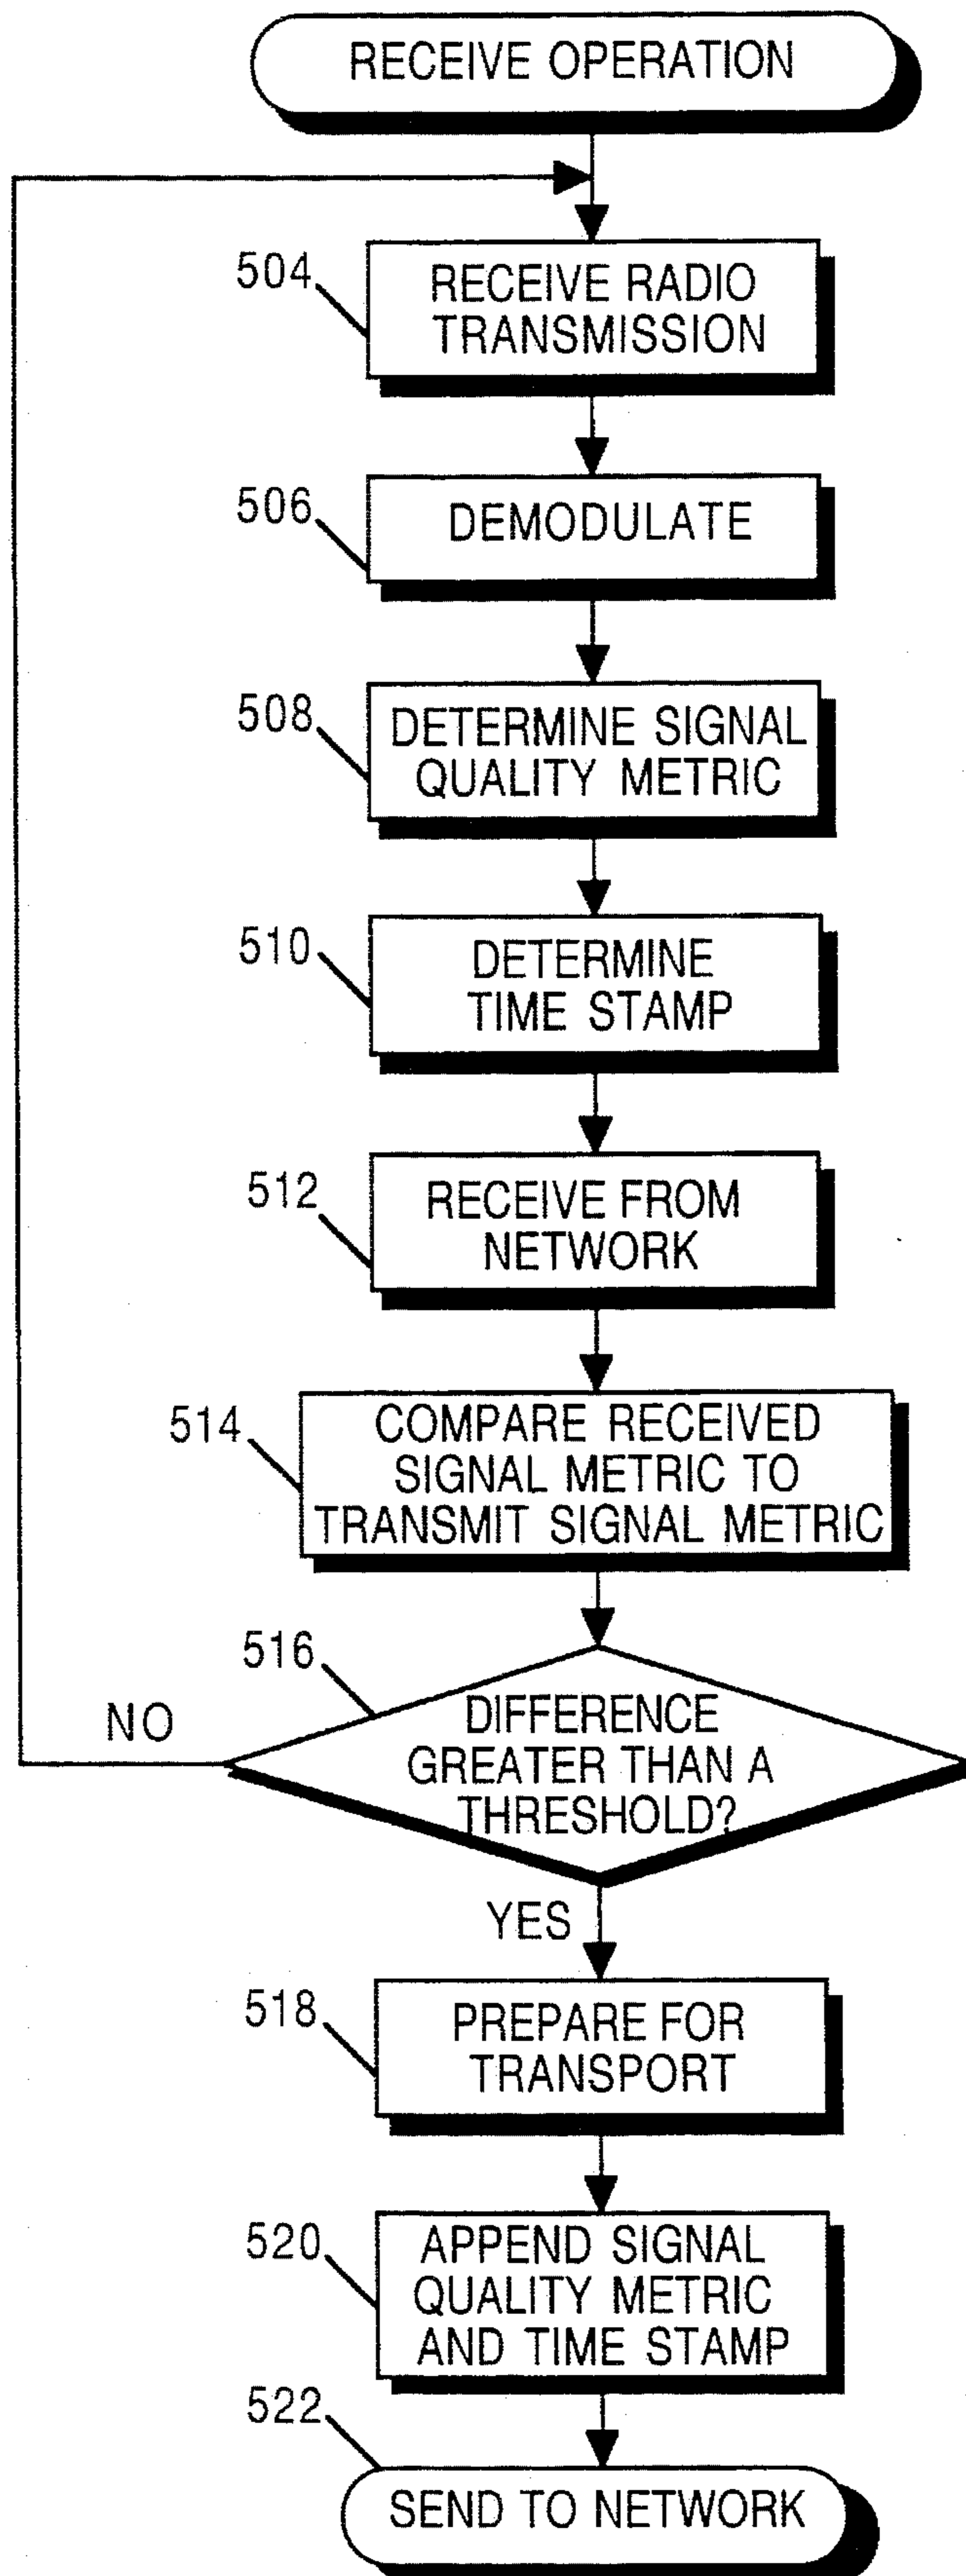 RECEIVE OPERATION
504
RECEIVE RADIO
TRANSMISSION
506
DEMODULATE
508
DETERMINE SIGNAL
QUALITY METRIC
510
DETERMINE
TIME STAMP
512
RECEIVE FROM
NETWORK
514
COMPARE RECEIVED
SIGNAL METRIC TO
TRANSMIT SIGNAL METRIC
516
NO
DIFFERENCE
GREATER THAN A
THRESHOLD?
YES
518
PREPARE FOR
TRANSPORT
520
APPEND SIGNAL
QUALITY METRIC
AND TIME STAMP
522
SEND TO NETWORK